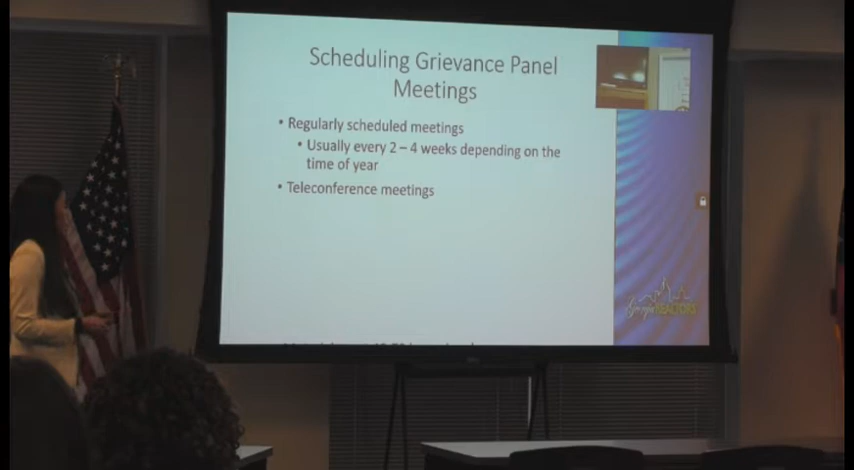 Scheduling Grievance Panel
Meetings
• Regularly scheduled meetings
• Usually every 2 – 4 weeks depending on the
time of year
• Teleconference meetings
REALTORS